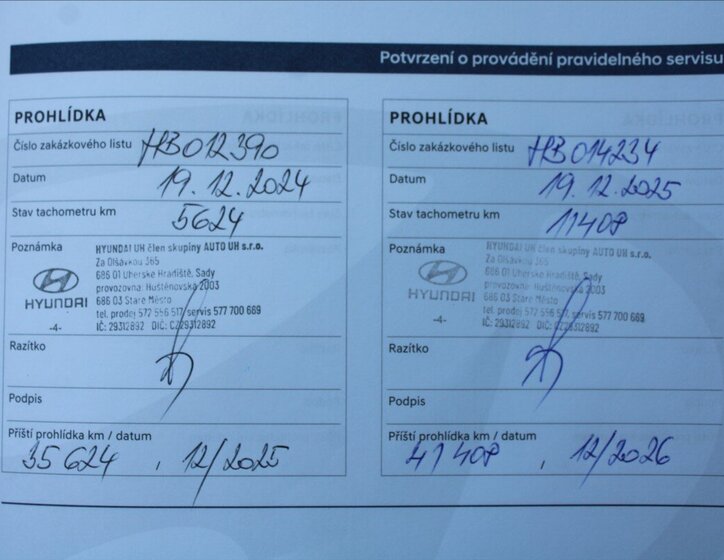 Potvrzení o provádění pravidelného servisu
PROHLÍDKA
Číslo zakázkového listu HB012390
Datum 19.12.2024
Stav tachometru km 5624
Poznámka
HYUNDAI UH člen skupiny AUTO UH s.r.o.
Za Olšávkou 365
686 01 Uherské Hradiště, Sady
provozovna: Huštěnovská 2003
686 03 Staré Město
tel. prodej 572 556 517, servis 577 700 669
IČ: 29312892 DIČ: CZ29312892
HYUNDAI
-4-
Razítko
Podpis
Příští prohlídka km / datum
35 624 , 12/2025
PROHLÍDKA
Číslo zakázkového listu HB014234
Datum 19.12.2025
Stav tachometru km 11408
Poznámka
HYUNDAI UH člen skupiny AUTO UH s.r.o.
Za Olšávkou 365
686 01 Uherské Hradiště, Sady
provozovna: Huštěnovská 2003
686 03 Staré Město
tel. prodej 572 556 517, servis 577 700 669
IČ: 29312892 DIČ: CZ29312892
HYUNDAI
-4-
Razítko
Podpis
Příští prohlídka km / datum
41408 , 12/2026